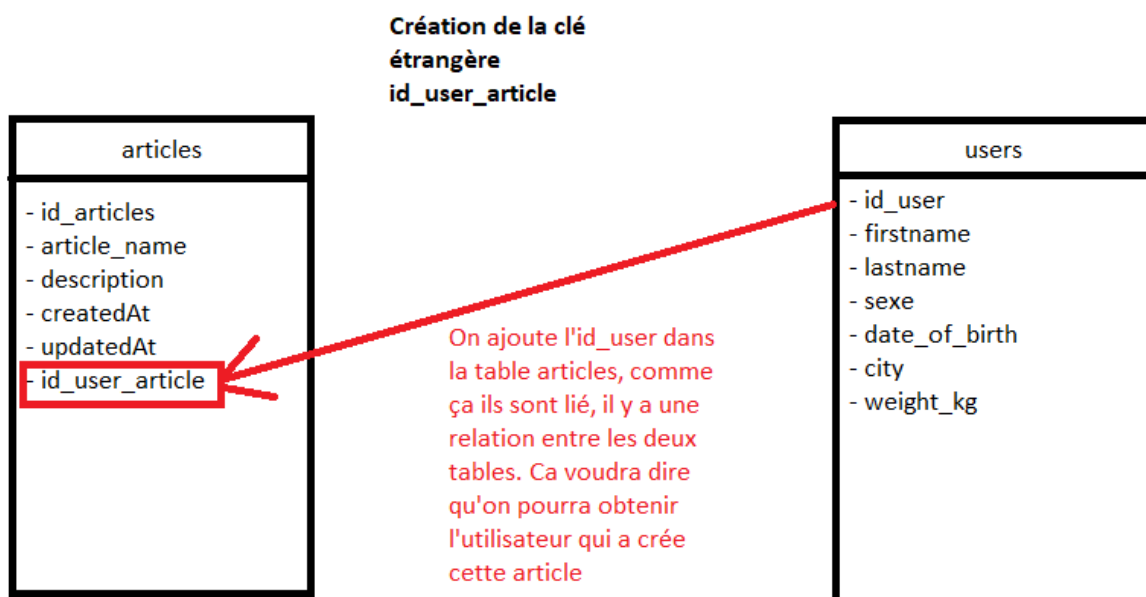 Création de la clé
étrangère
id_user_article
articles
- id_articles
- article_name
- description
- createdAt
- updatedAt
- id_user_article
On ajoute l'id_user dans
la table articles, comme
ça ils sont lié, il y a une
relation entre les deux
tables. Ca voudra dire
qu'on pourra obtenir
l'utilisateur qui a crée
cette article
users
- id_user
- firstname
- lastname
- sexe
- date_of_birth
- city
- weight_kg